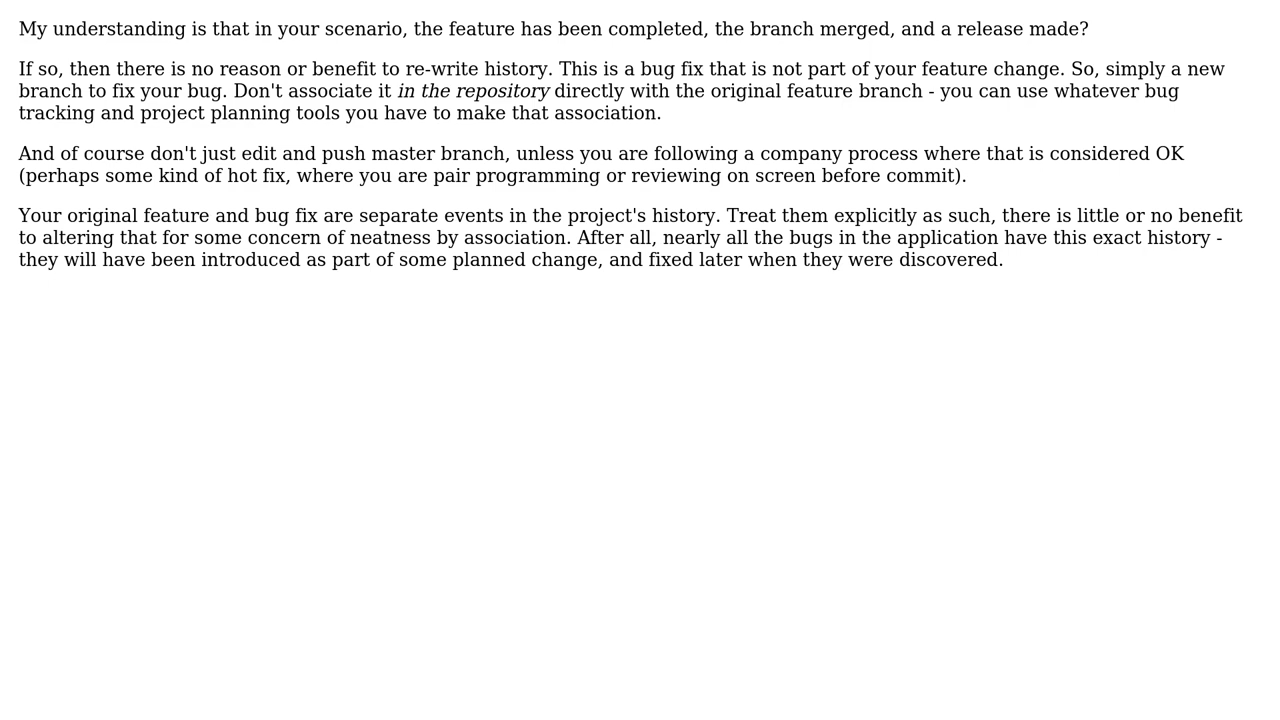 My understanding is that in your scenario, the feature has been completed, the branch merged, and a release made?
If so, then there is no reason or benefit to re-write history. This is a bug fix that is not part of your feature change. So, simply a new
branch to fix your bug. Don't associate it in the repository directly with the original feature branch - you can use whatever bug
tracking and project planning tools you have to make that association.
And of course don't just edit and push master branch, unless you are following a company process where that is considered OK
(perhaps some kind of hot fix, where you are pair programming or reviewing on screen before commit).
Your original feature and bug fix are separate events in the project's history. Treat them explicitly as such, there is little or no benefit
to altering that for some concern of neatness by association. After all, nearly all the bugs in the application have this exact history -
they will have been introduced as part of some planned change, and fixed later when they were discovered.